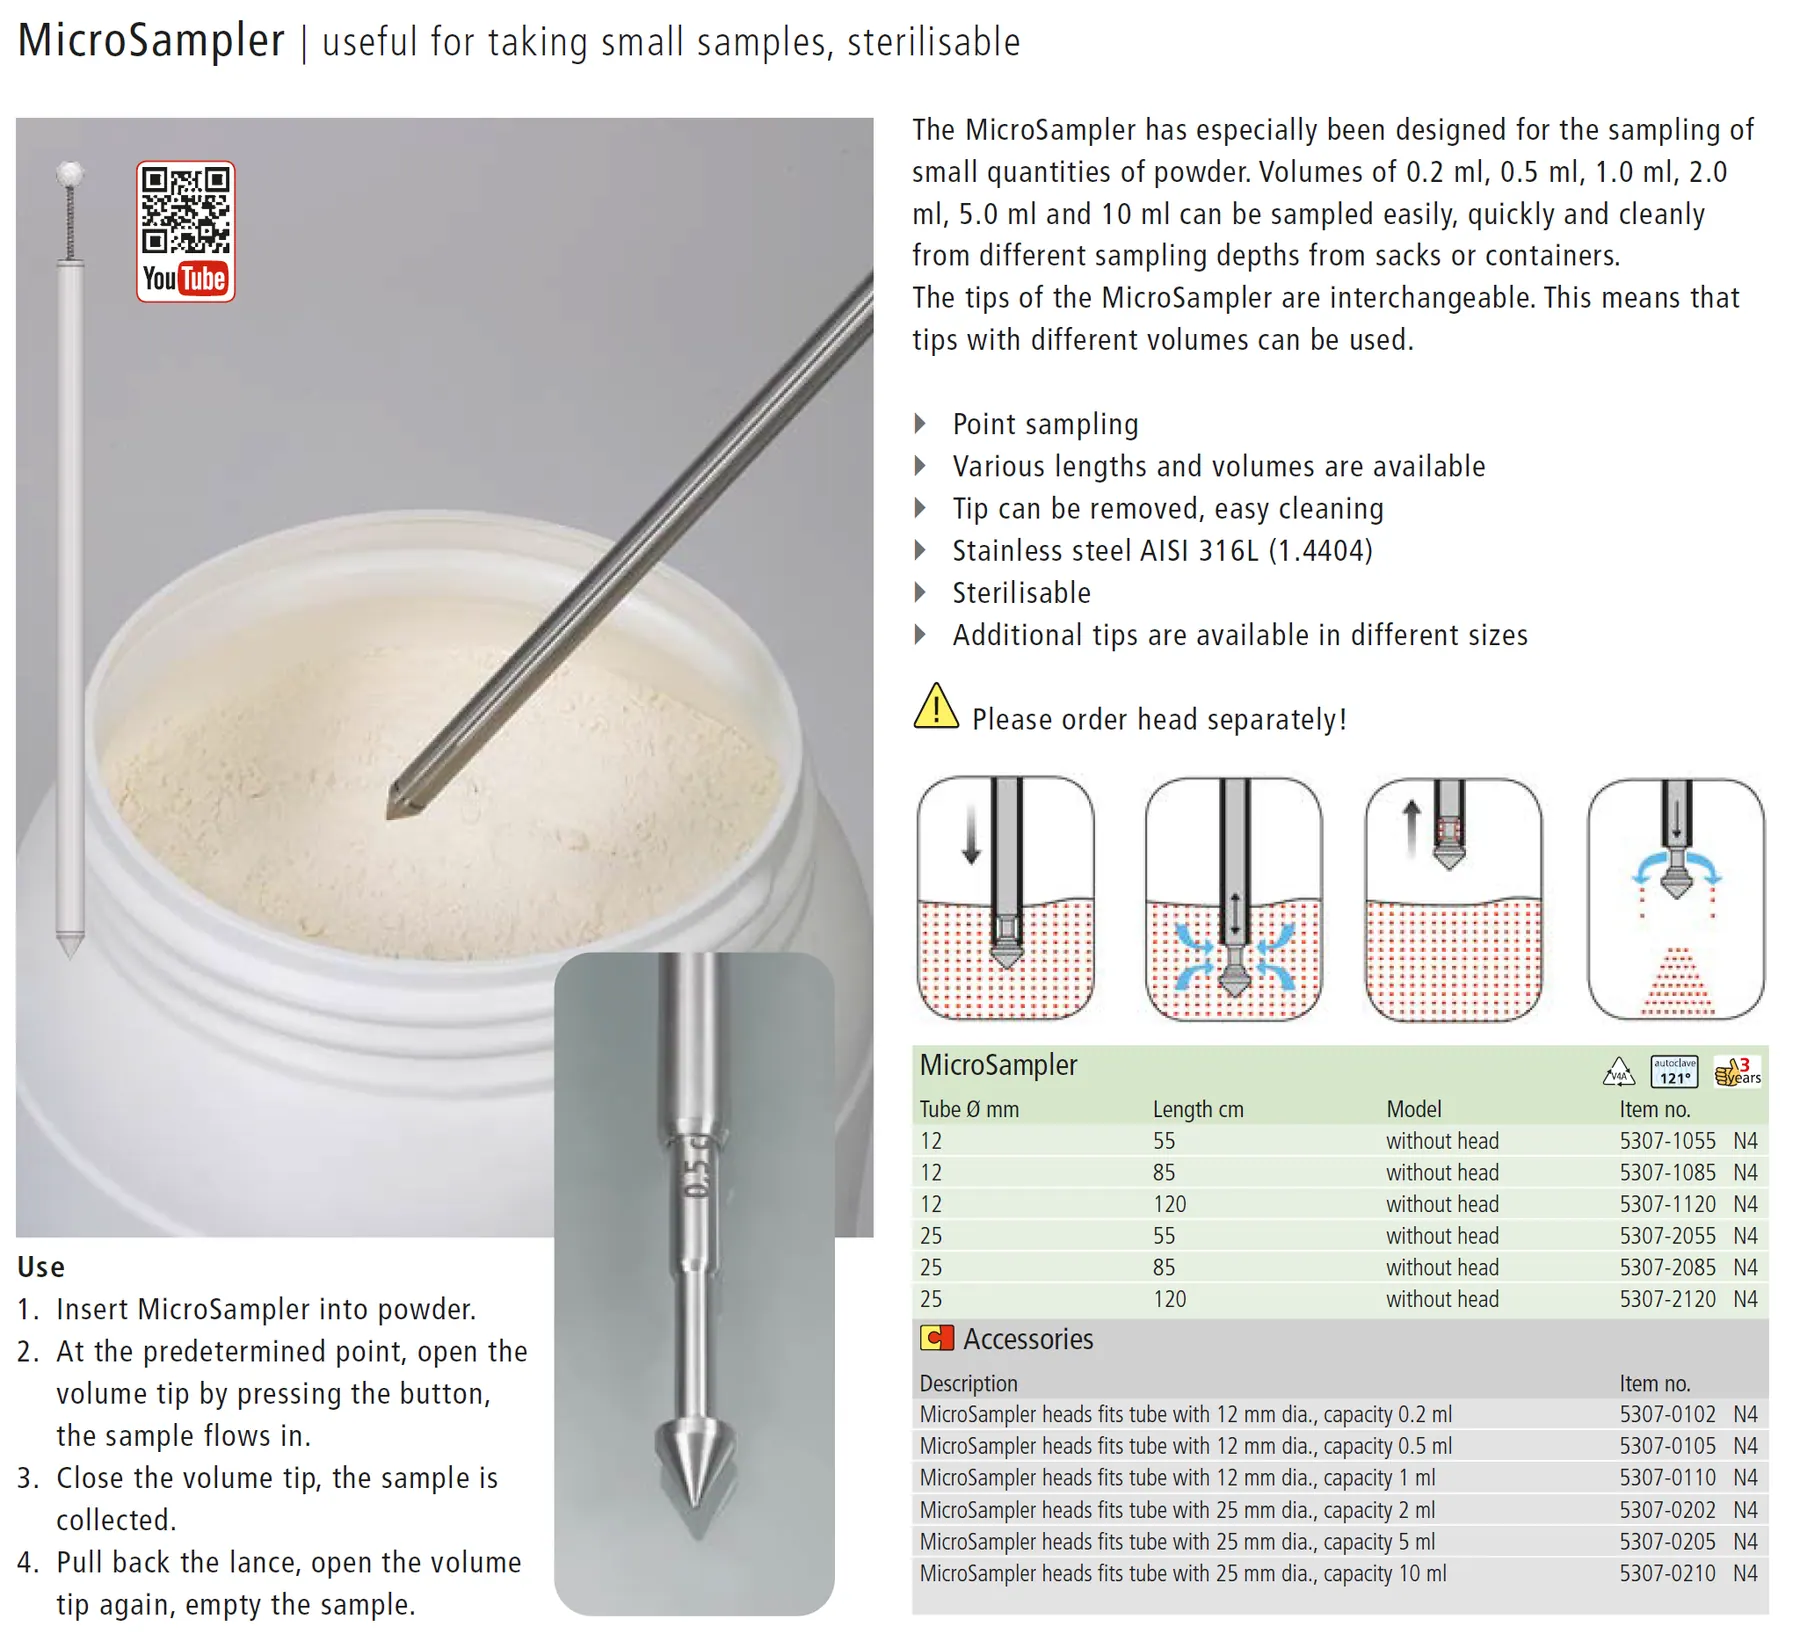 MicroSampler | useful for taking small samples, sterilisable
YouTube
The MicroSampler has especially been designed for the sampling of
small quantities of powder. Volumes of 0.2 ml, 0.5 ml, 1.0 ml, 2.0
ml, 5.0 ml and 10 ml can be sampled easily, quickly and cleanly
from different sampling depths from sacks or containers.
The tips of the MicroSampler are interchangeable. This means that
tips with different volumes can be used.
Point sampling
Various lengths and volumes are available
Tip can be removed, easy cleaning
Stainless steel AISI 316L (1.4404)
Sterilisable
Additional tips are available in different sizes
! Please order head separately!
0.5 c
Use
1. Insert MicroSampler into powder.
2. At the predetermined point, open the
volume tip by pressing the button,
the sample flows in.
3. Close the volume tip, the sample is
collected.
4. Pull back the lance, open the volume
tip again, empty the sample.
MicroSampler V4A autoclave 121° 3 years
Tube Ø mm Length cm Model Item no.
12 55 without head 5307-1055 N4
12 85 without head 5307-1085 N4
12 120 without head 5307-1120 N4
25 55 without head 5307-2055 N4
25 85 without head 5307-2085 N4
25 120 without head 5307-2120 N4
C Accessories
Description Item no.
MicroSampler heads fits tube with 12 mm dia., capacity 0.2 ml 5307-0102 N4
MicroSampler heads fits tube with 12 mm dia., capacity 0.5 ml 5307-0105 N4
MicroSampler heads fits tube with 12 mm dia., capacity 1 ml 5307-0110 N4
MicroSampler heads fits tube with 25 mm dia., capacity 2 ml 5307-0202 N4
MicroSampler heads fits tube with 25 mm dia., capacity 5 ml 5307-0205 N4
MicroSampler heads fits tube with 25 mm dia., capacity 10 ml 5307-0210 N4